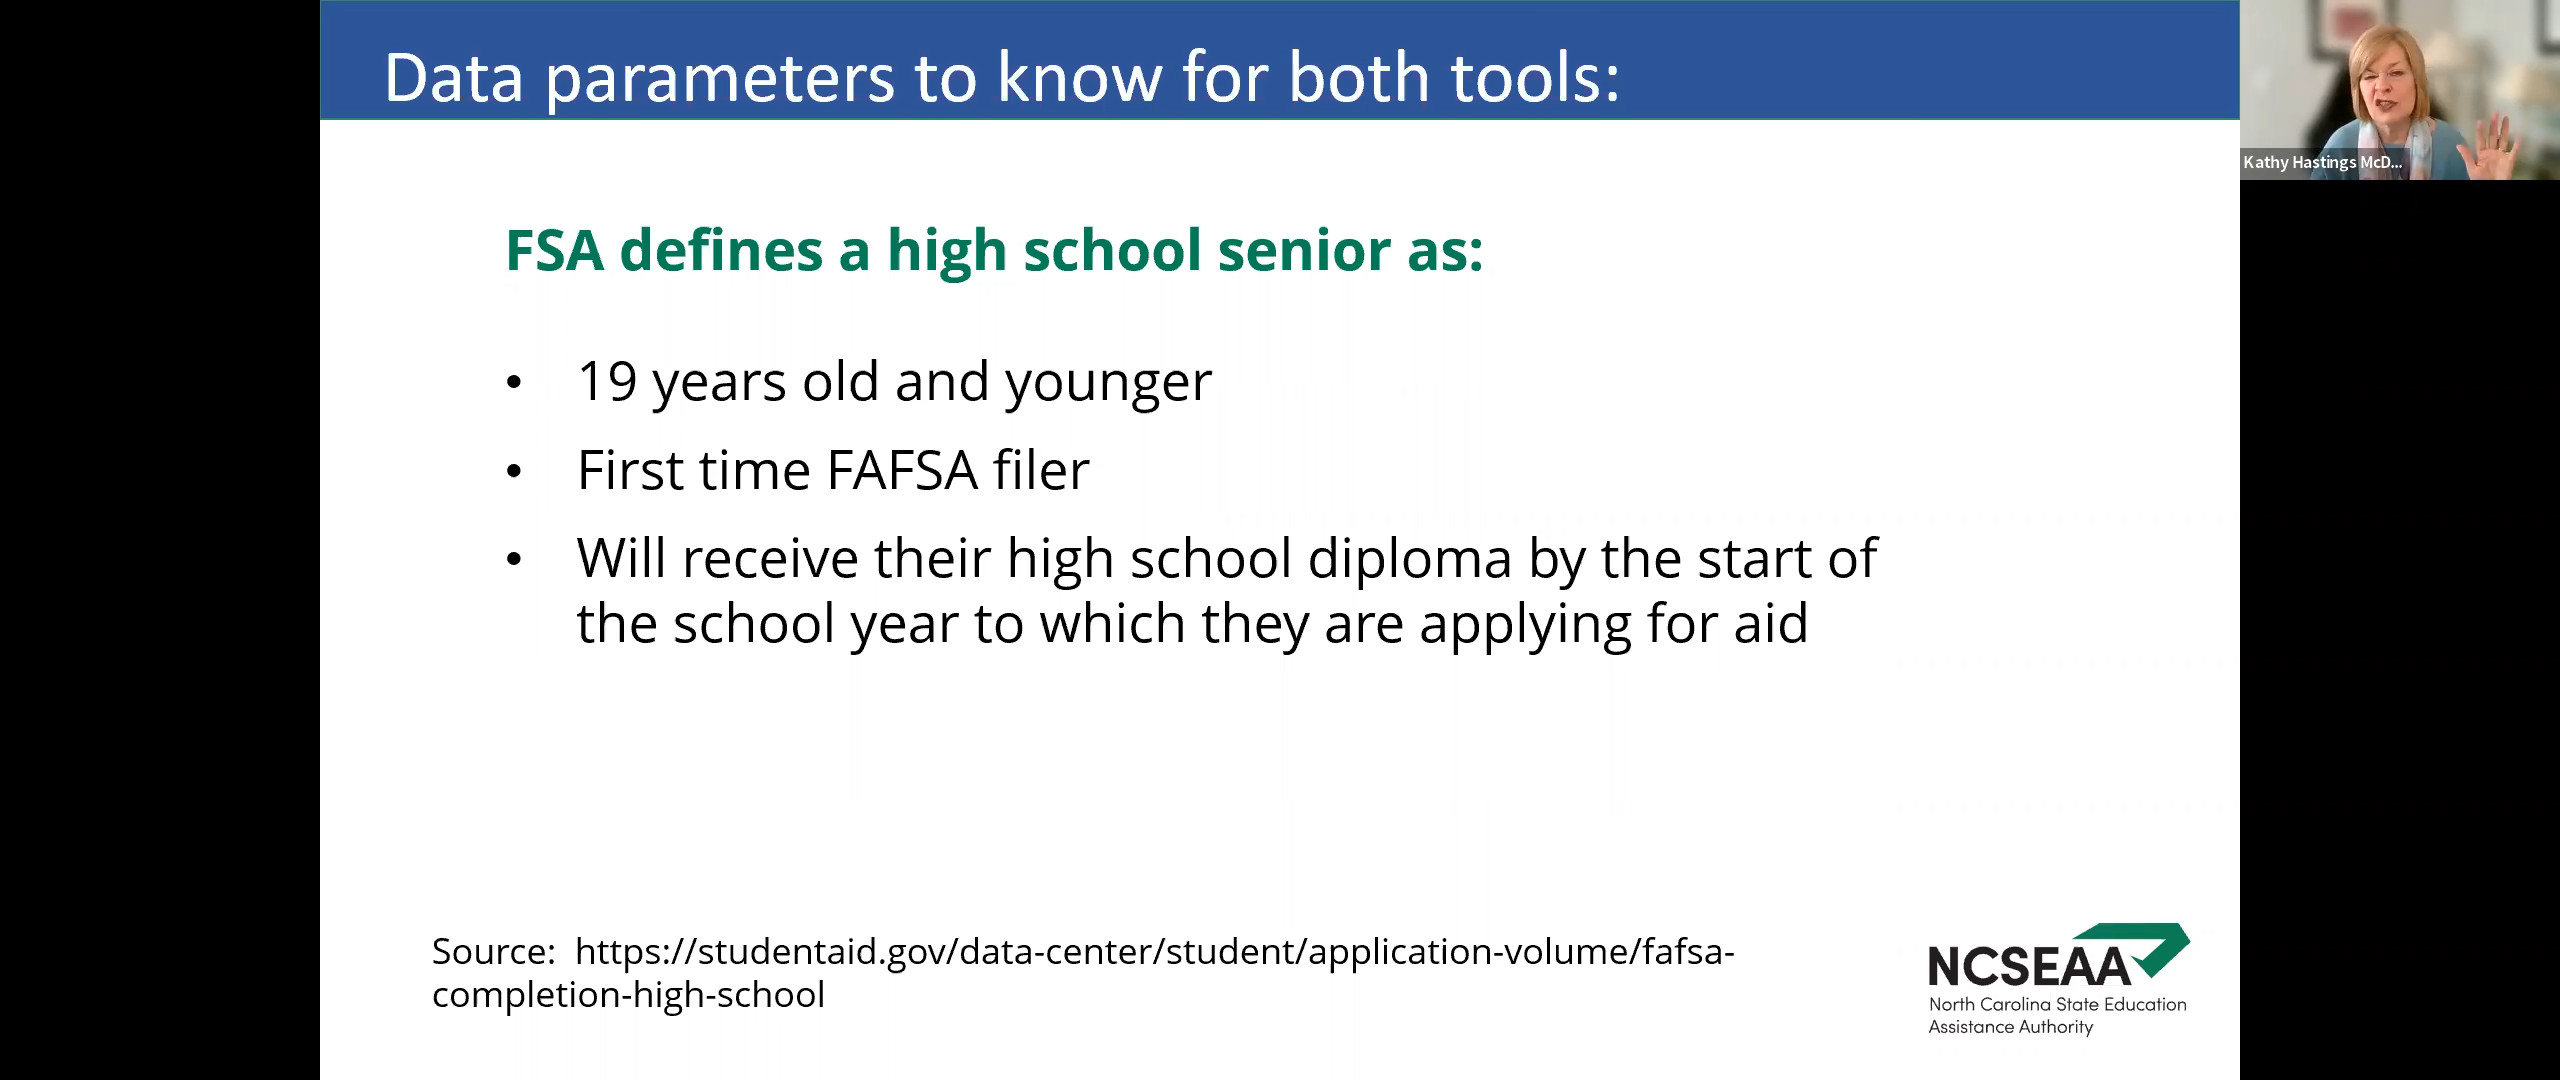 Data parameters to know for both tools:
Kathy Hastings McD...
FSA defines a high school senior as:
• 19 years old and younger
• First time FAFSA filer
• Will receive their high school diploma by the start of
the school year to which they are applying for aid
Source: https://studentaid.gov/data-center/student/application-volume/fafsa-
completion-high-school
NCSEAA
North Carolina State Education
Assistance Authority